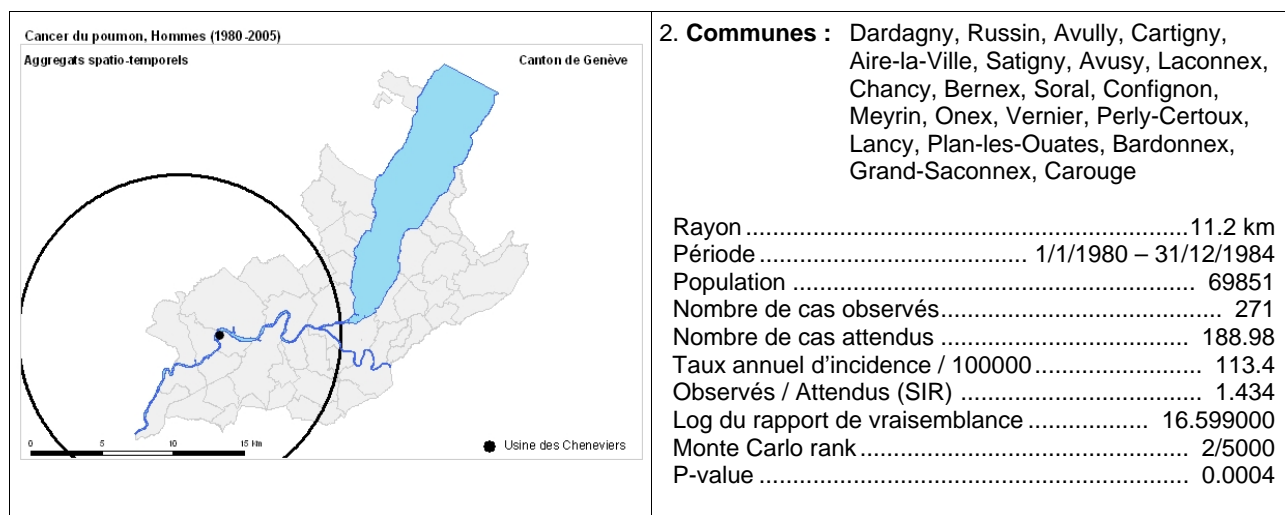 Cancer du poumon, Hommes (1980-2005)
Aggregats spatio-temporels
Canton de Genève
0 5 10 15 Km
Usine des Cheneviers
2. Communes : Dardagny, Russin, Avully, Cartigny,
Aire-la-Ville, Satigny, Avusy, Laconnex,
Chancy, Bernex, Soral, Confignon,
Meyrin, Onex, Vernier, Perly-Certoux,
Lancy, Plan-les-Ouates, Bardonnex,
Grand-Saconnex, Carouge
Rayon ................................................................ 11.2 km
Période ........................................ 1/1/1980 – 31/12/1984
Population ............................................................ 69851
Nombre de cas observés............................................ 271
Nombre de cas attendus ...................................... 188.98
Taux annuel d'incidence / 100000......................... 113.4
Observés / Attendus (SIR) .................................... 1.434
Log du rapport de vraisemblance .................. 16.599000
Monte Carlo rank.................................................. 2/5000
P-value ................................................................ 0.0004